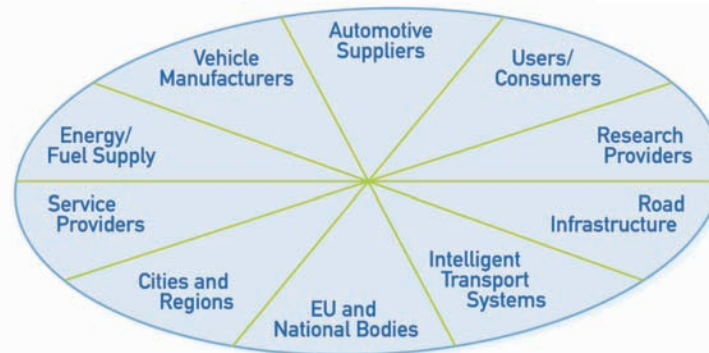 Automotive
Suppliers
Users/
Consumers
Research
Providers
Road
Infrastructure
Intelligent
Transport
Systems
EU and
National Bodies
Cities and
Regions
Service
Providers
Energy/
Fuel Supply
Vehicle
Manufacturers